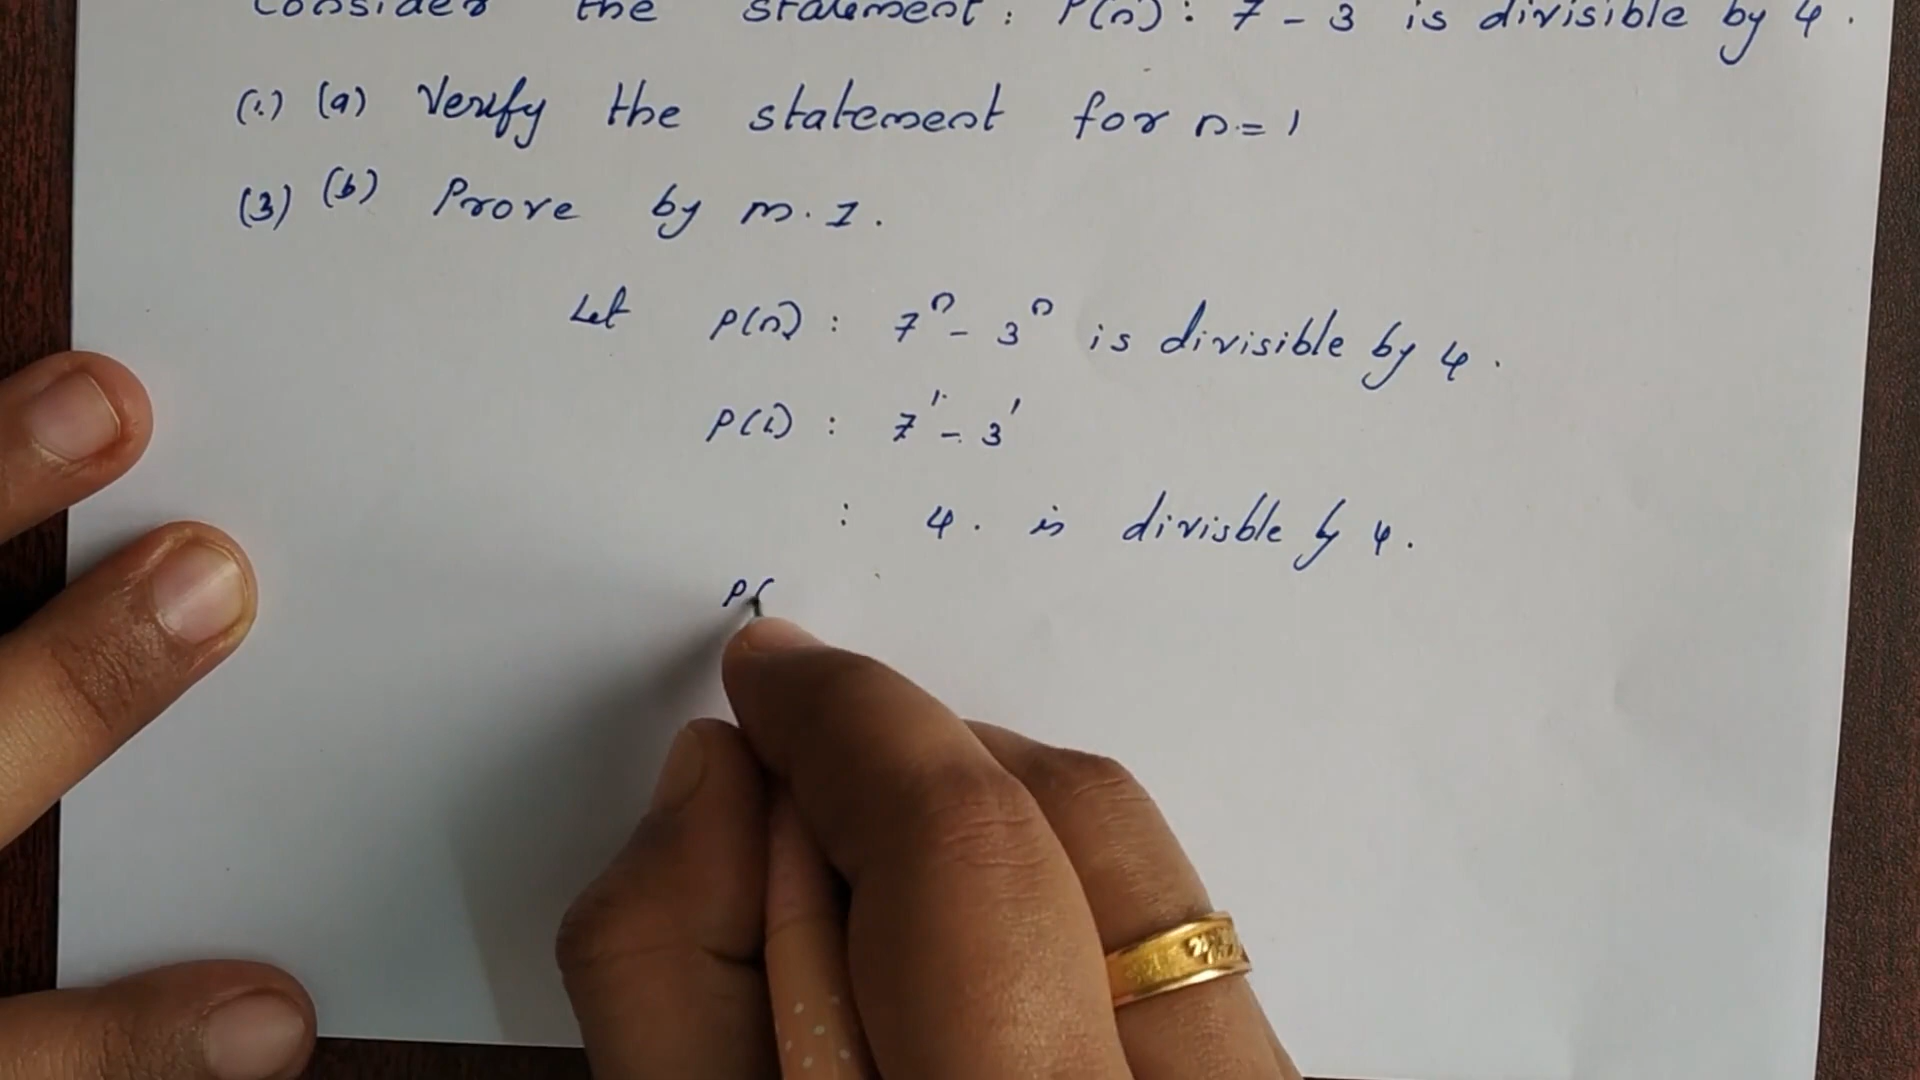 Consider the statement : P(n) : 7 - 3 is divisible by 4 .
(1.) (a) Verify the statement for n = 1
(3) (b) Prove by m . I .
Let P(n) : 7ⁿ - 3ⁿ is divisible by 4 .
P(1) : 7¹ - 3¹
: 4 . is divisble by 4 .
P(